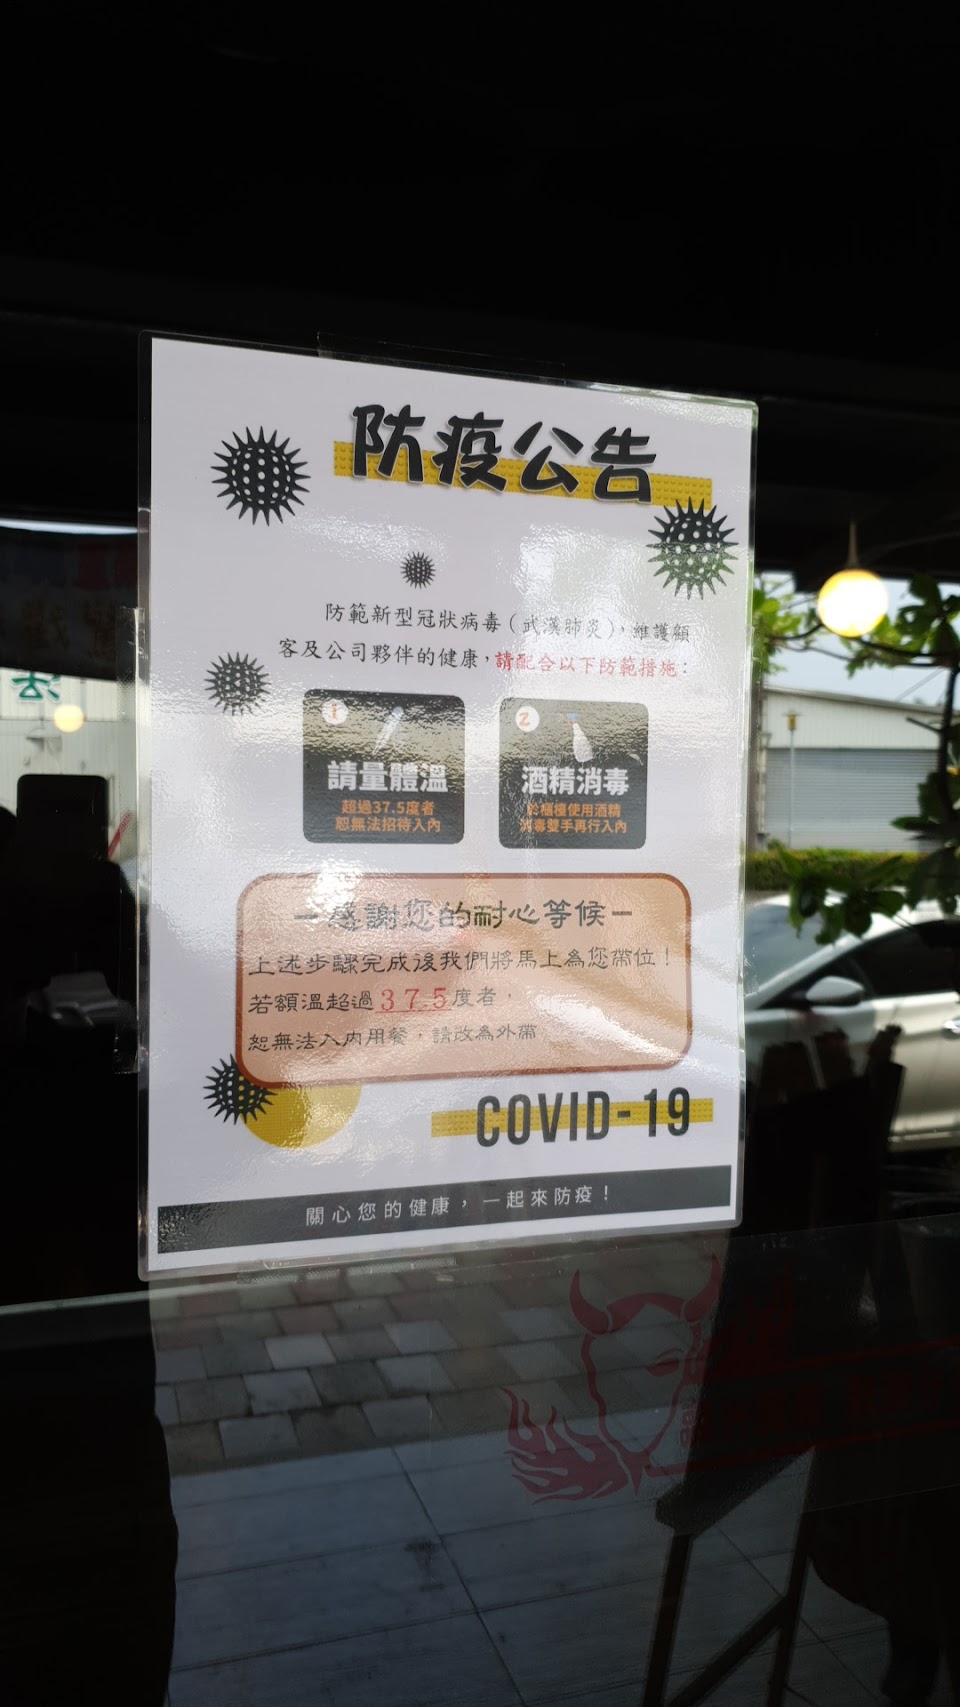 防疫公告
防範新型冠狀病毒(武漢肺炎)，維護顧
客及公司夥伴的健康，請配合以下防範措施：
1
請量體溫
超過37.5度者
恕無法招待入內
2
酒精消毒
於櫃檯使用酒精
消毒雙手再行入內
－感謝您的耐心等候－
上述步驟完成後我們將馬上為您帶位！
若額溫超過37.5度者，
恕無法入內用餐，請改為外帶
COVID-19
關心您的健康，一起來防疫！